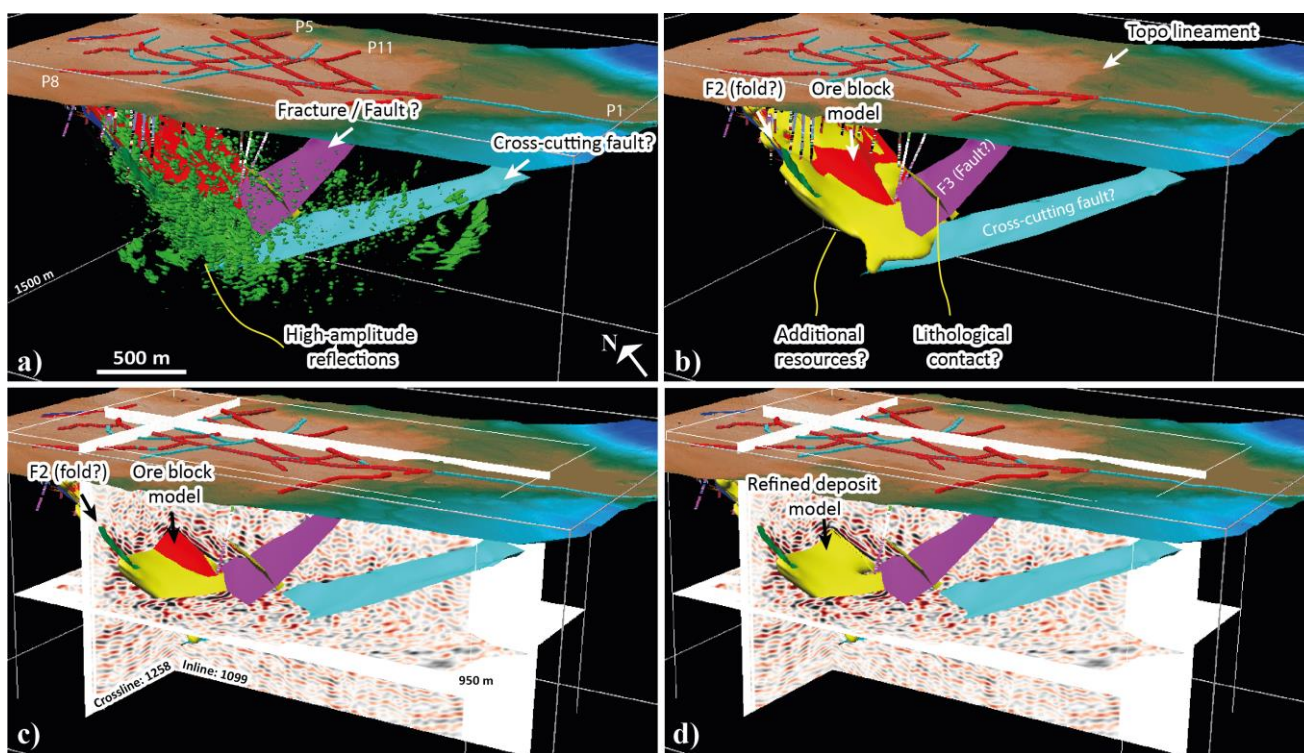 P5
P11
P8
P1
Fracture / Fault ?
Cross-cutting fault?
1500 m
High-amplitude
reflections
a)
500 m
N
Topo lineament
F2 (fold?)
Ore block
model
P1
F3 (Fault?)
Cross-cutting fault?
Additional
resources?
Lithological
contact?
b)
F2 (fold?)
Ore block
model
Crossline: 1258
Inline: 1099
950 m
c)
Refined deposit
model
d)